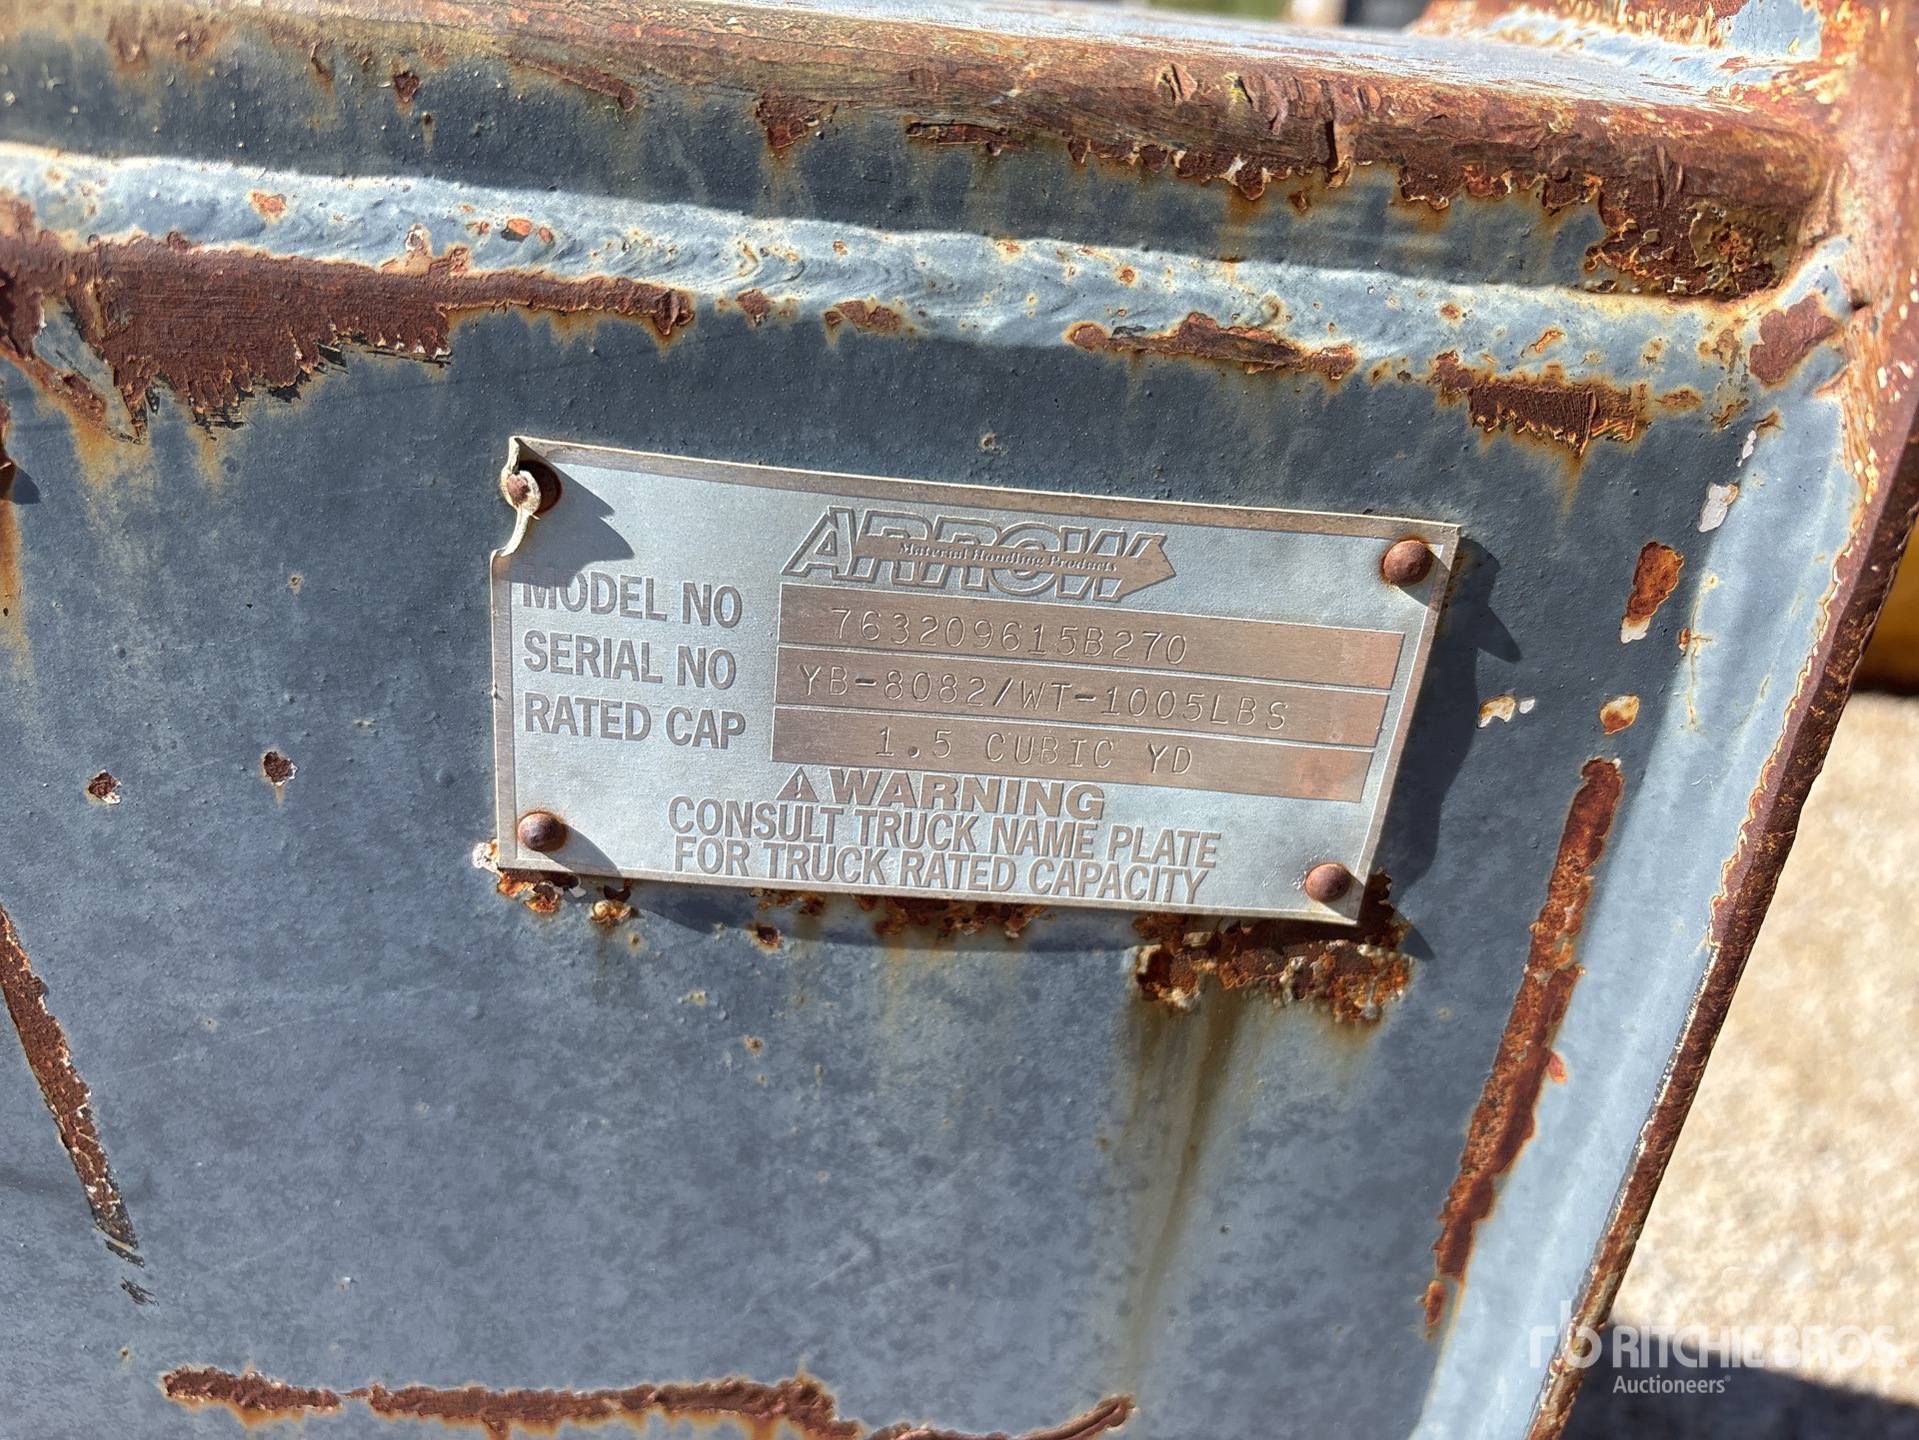 ARROW
Material Handling Products
MODEL NO 763209615B270
SERIAL NO YB-8082/WT-1005LBS
RATED CAP 1.5 CUBIC YD
WARNING
CONSULT TRUCK NAME PLATE
FOR TRUCK RATED CAPACITY
rb RITCHIE BROS.
Auctioneers®